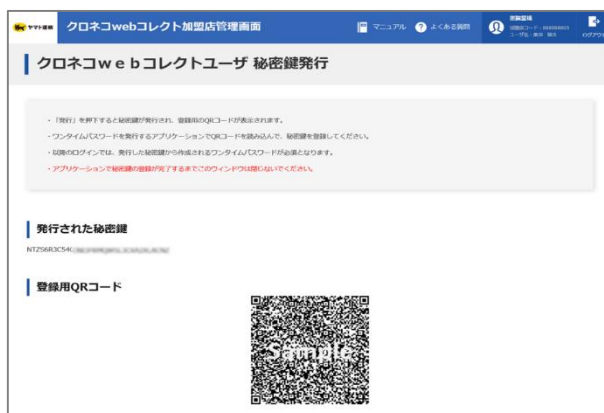 ヤマト運輸
クロネコwebコレクト加盟店管理画面
マニュアル
よくある質問
ログアウト
クロネコwebコレクトユーザ 秘密鍵発行
・「発行」を押下すると秘密鍵が発行され、登録用のQRコードが表示されます。
・ワンタイムパスワードを発行するアプリケーションでQRコードを読み込んで、秘密鍵を登録してください。
・以降のログインでは、発行した秘密鍵から作成されるワンタイムパスワードが必須となります。
・アプリケーションで秘密鍵の登録が完了するまでこのウィンドウは閉じないでください。
発行された秘密鍵
登録用QRコード
Sample